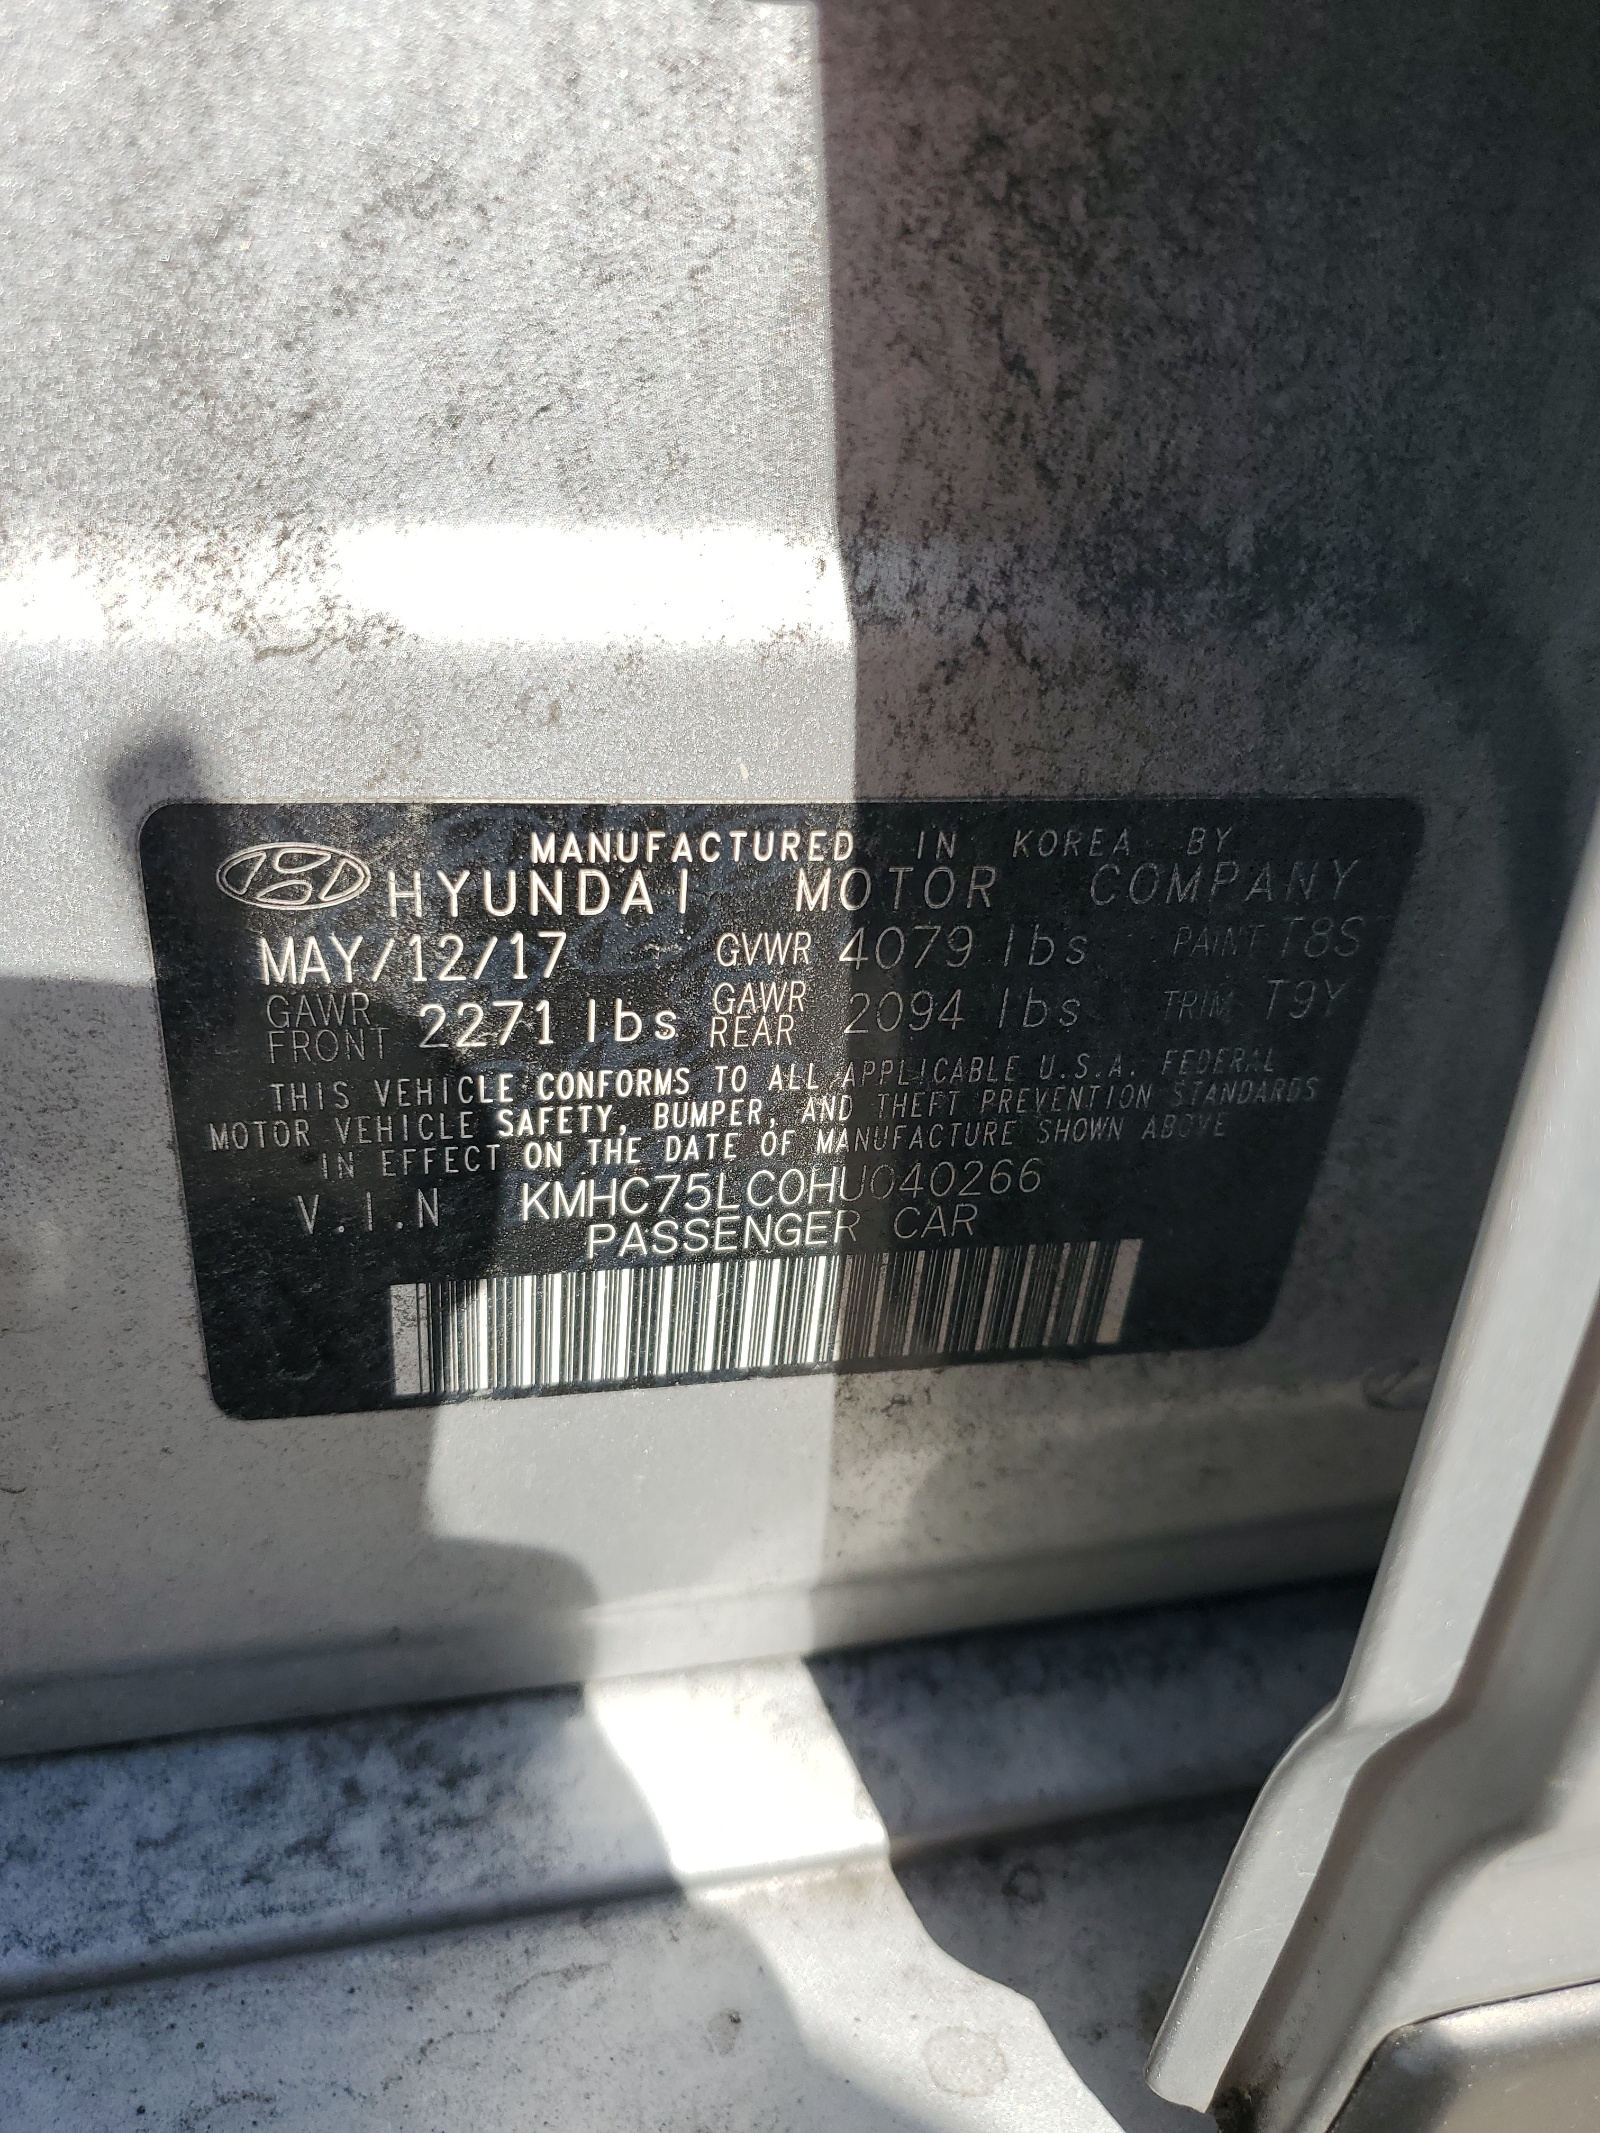 MANUFACTURED IN KOREA BY
HYUNDAI MOTOR COMPANY
MAY/12/17 GVWR 4079 lbs PAINT T8S
GAWR FRONT 2271 lbs GAWR REAR 2094 lbs TRIM T9Y
THIS VEHICLE CONFORMS TO ALL APPLICABLE U.S.A. FEDERAL
MOTOR VEHICLE SAFETY, BUMPER, AND THEFT PREVENTION STANDARDS
IN EFFECT ON THE DATE OF MANUFACTURE SHOWN ABOVE
V.I.N KMHC75LC0HU040266
PASSENGER CAR